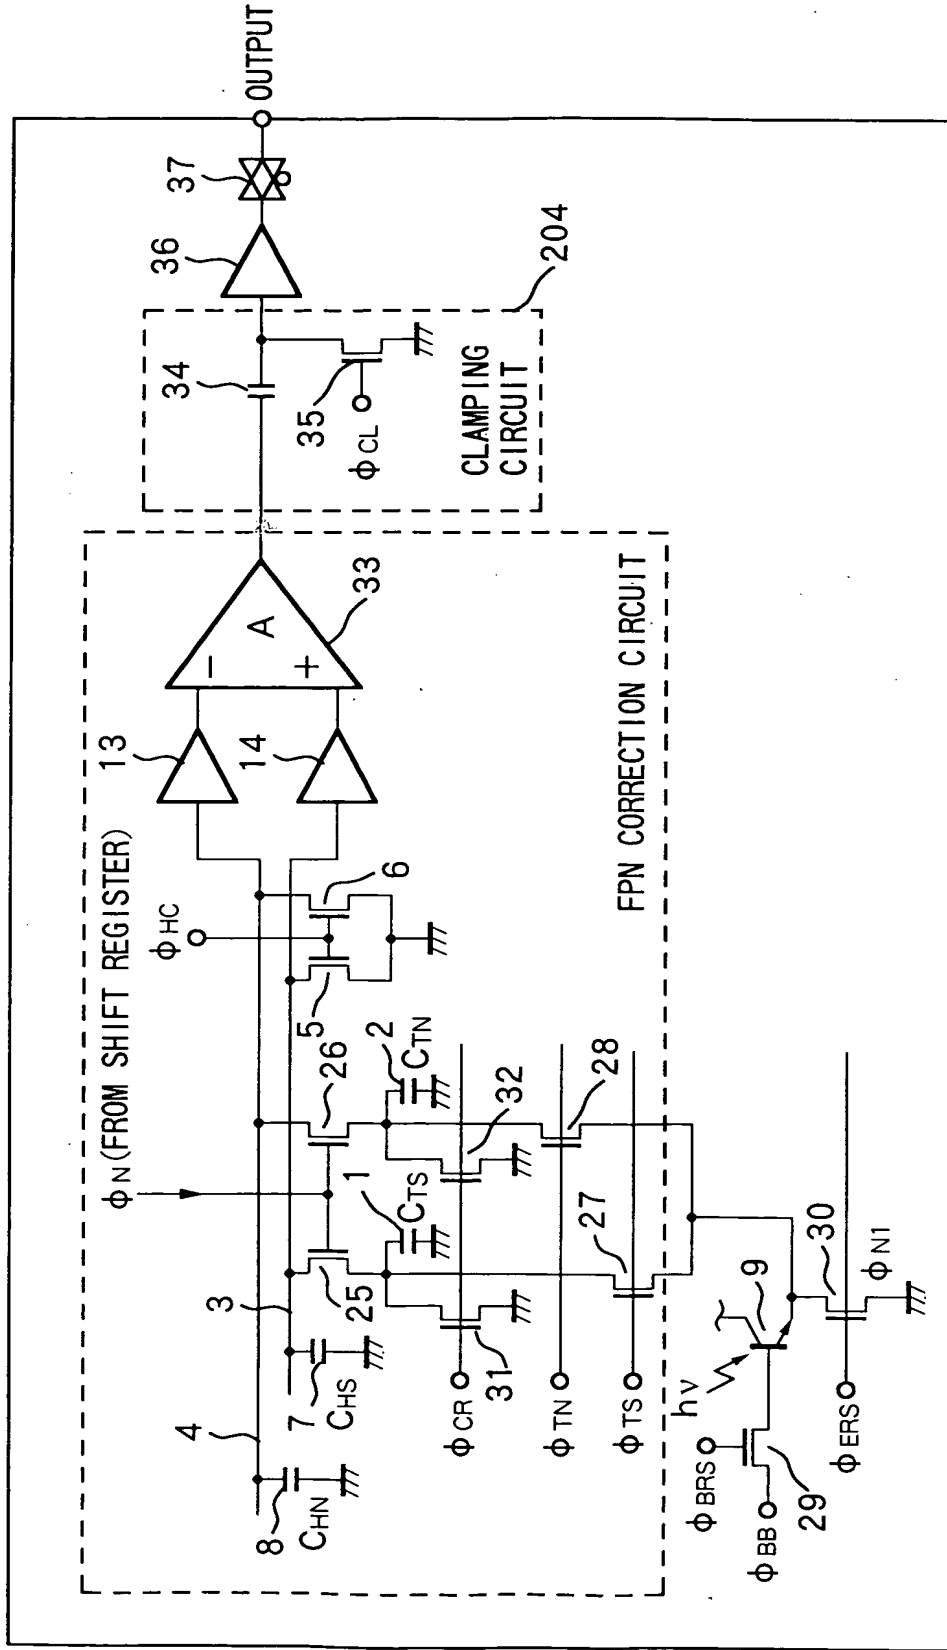 OUTPUT
37
36
204
34
35
φCL
CLAMPING
CIRCUIT
33
A
−
+
13
14
FPN CORRECTION CIRCUIT
φN (FROM SHIFT REGISTER)
φHC
6
5
26
2
CTN
25
1
CTS
32
28
27
3
4
7
CHS
8
CHN
31
φCR
φTN
φTS
30
φN1
9
hν
φERS
29
φBRS
φBB